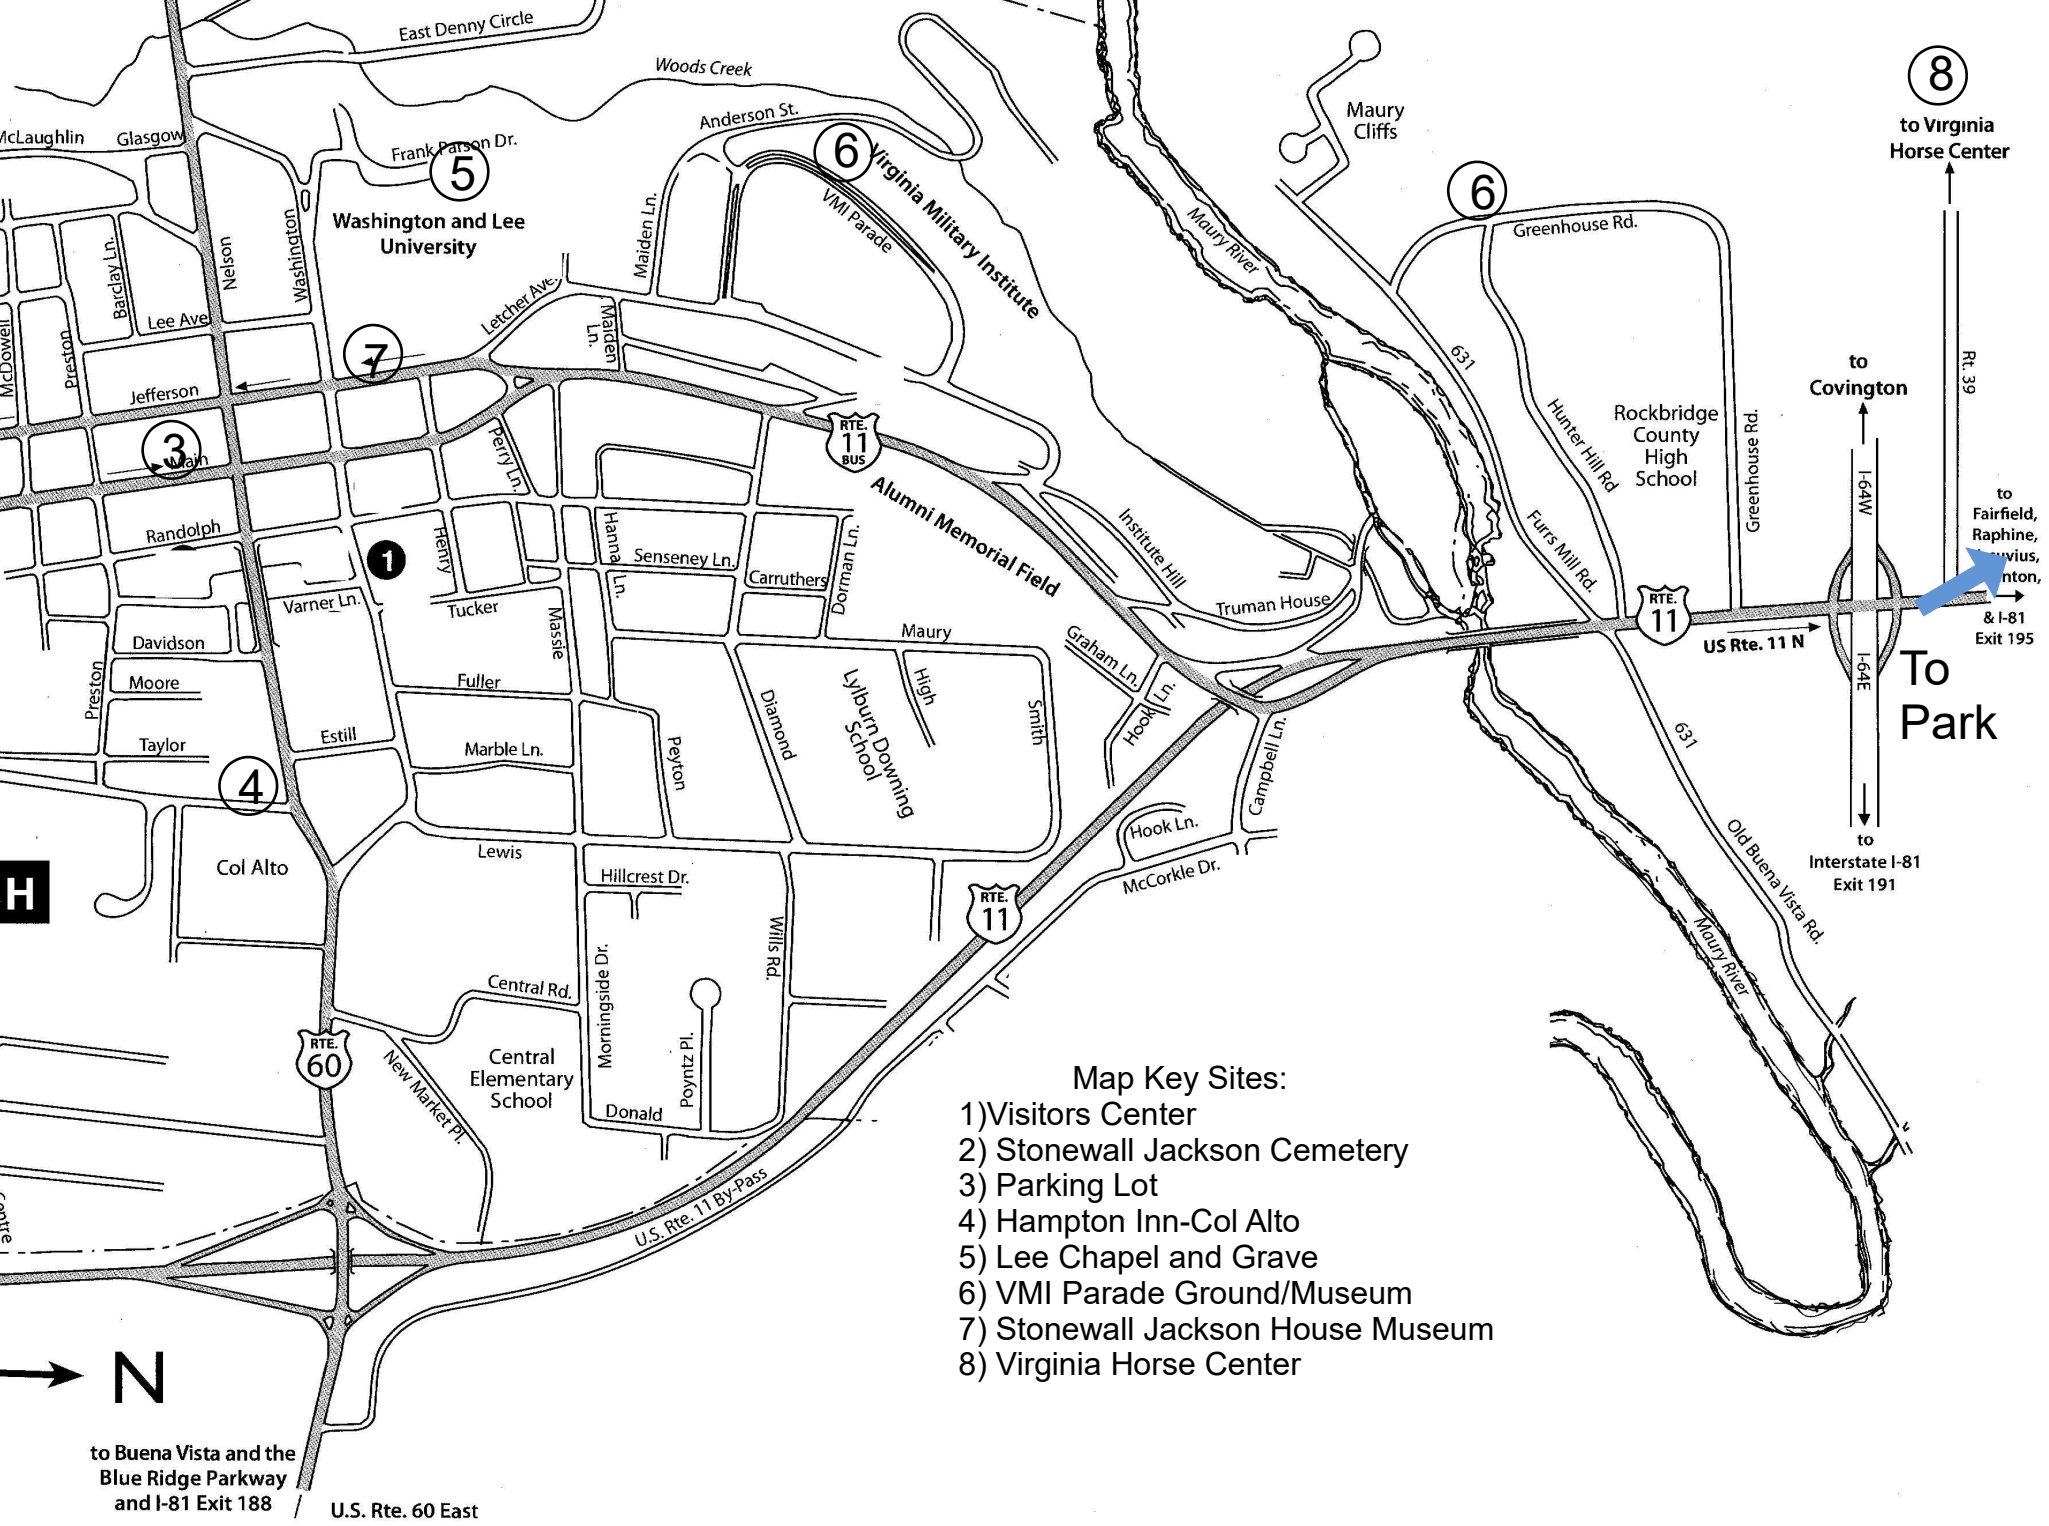 East Denny Circle
Woods Creek
McLaughlin
Glasgow
Anderson St.
Frank Parson Dr.
5
6
Washington and Lee
University
Virginia Military Institute
VMI Parade
Maiden Ln.
Barclay Ln.
Nelson
Washington
Letcher Ave.
Lee Ave
McDowell
Preston
Maiden
Ln.
7
Jefferson
3
Main
Perry Ln.
RTE.
11
BUS
Alumni Memorial Field
Randolph
1
Henry
Hanna
Ln.
Senseney Ln.
Carruthers
Dorman Ln.
Varner Ln.
Tucker
Massie
Davidson
Preston
Moore
Fuller
Taylor
Estill
Marble Ln.
Peyton
Diamond
Maury
High
Lylburn Downing
School
Smith
4
Col Alto
H
Lewis
Hillcrest Dr.
Morningside Dr.
Wills Rd.
Central Rd.
RTE.
60
New Market Pl.
Central
Elementary
School
Poyntz Pl.
Donald
U.S. Rte. 11 By-Pass
RTE.
11
McCorkle Dr.
Hook Ln.
Campbell Ln.
Hook Ln.
Graham Ln.
Institute Hill
Truman House
Maury
Cliffs
Maury River
6
Greenhouse Rd.
631
Hunter Hill Rd
Furrs Mill Rd.
Rockbridge
County
High
School
Greenhouse Rd.
RTE.
11
US Rte. 11 N
8
to Virginia
Horse Center
Rt. 39
to
Covington
I-64W
I-64E
to
Fairfield,
Raphine,
& I-81
Exit 195
To
Park
to
Interstate I-81
Exit 191
631
Old Buena Vista Rd.
Maury River
Map Key Sites:
1)Visitors Center
2) Stonewall Jackson Cemetery
3) Parking Lot
4) Hampton Inn-Col Alto
5) Lee Chapel and Grave
6) VMI Parade Ground/Museum
7) Stonewall Jackson House Museum
8) Virginia Horse Center
N
to Buena Vista and the
Blue Ridge Parkway
and I-81 Exit 188
U.S. Rte. 60 East